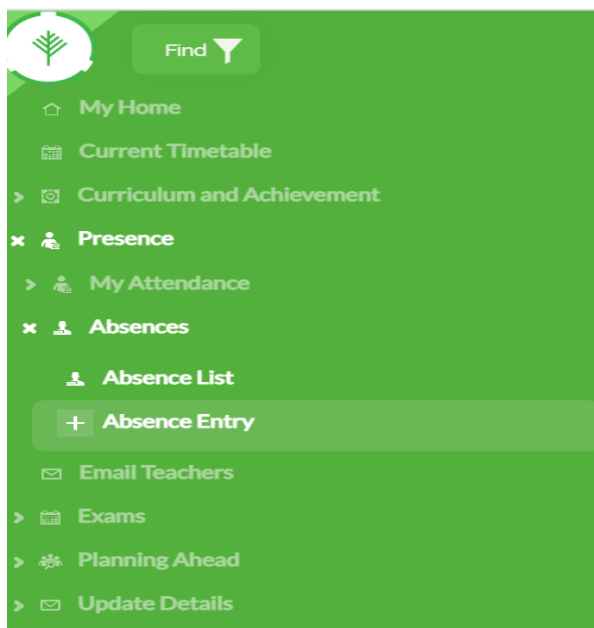 Find
My Home
Current Timetable
Curriculum and Achievement
Presence
My Attendance
Absences
Absence List
Absence Entry
Email Teachers
Exams
Planning Ahead
Update Details